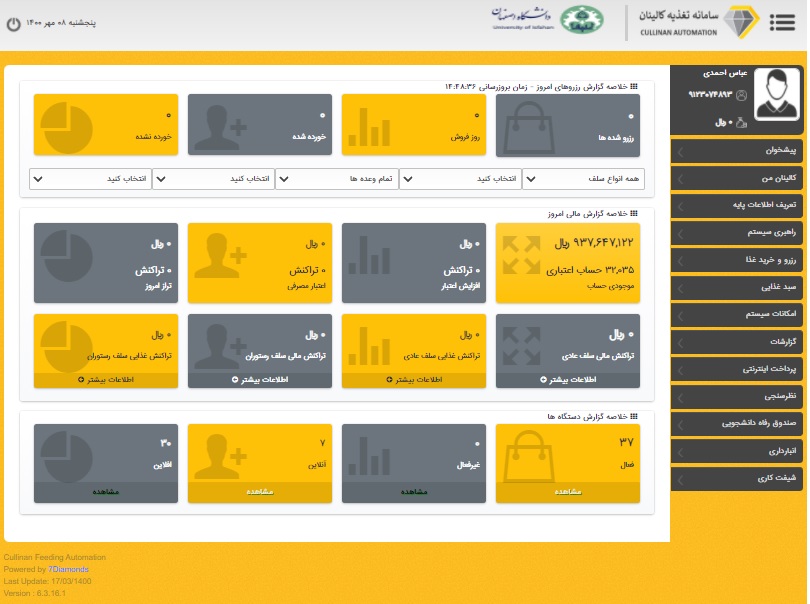 سامانه تغذیه کالینان
CULLINAN AUTOMATION
دانشگاه اصفهان
University of Isfahan
پنجشنبه ۰۸ مهر ۱۴۰۰
عباس احمدی
۹۱۲۳۰۷۴۸۹۳
۰ ریال
پیشخوان
کالینان من
تعریف اطلاعات پایه
راهبری سیستم
رزرو و خرید غذا
سبد غذایی
امکانات سیستم
گزارشات
پرداخت اینترنتی
نظرسنجی
صندوق رفاه دانشجویی
انبارداری
شیفت کاری
خلاصه گزارش رزروهای امروز - زمان بروزرسانی ۱۴:۴۸:۳۶
۰
رزرو شده ها
۰
روز فروش
۰
خورده شده
۰
خورده نشده
همه انواع سلف
انتخاب کنید
تمام وعده ها
انتخاب کنید
انتخاب کنید
خلاصه گزارش مالی امروز
۹۳۷,۶۴۷,۱۲۲ ریال
۳۲,۰۳۵ حساب اعتباری
موجودی حساب
۰ ریال
۰ تراکنش
افزایش اعتبار
۰ ریال
۰ تراکنش
اعتبار مصرفی
۰ ریال
۰ تراکنش
تراز امروز
۰ ریال
تراکنش مالی سلف عادی
اطلاعات بیشتر
۰ ریال
تراکنش غذایی سلف عادی
اطلاعات بیشتر
۰ ریال
تراکنش مالی سلف رستوران
اطلاعات بیشتر
۰ ریال
تراکنش غذایی سلف رستوران
اطلاعات بیشتر
خلاصه گزارش دستگاه ها
۳۷
فعال
مشاهده
۰
غیرفعال
مشاهده
۷
آنلاین
مشاهده
۳۰
آفلاین
مشاهده
Cullinan Feeding Automation
Powered by 7Diamonds
Last Update: 17/03/1400
Version : 6.3.16.1